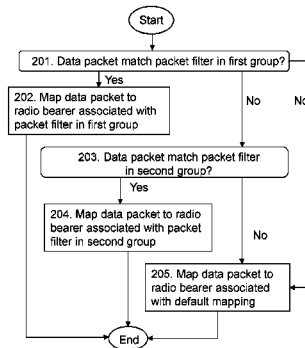 Start
201. Data packet match packet filter in first group?
Yes
202. Map data packet to
radio bearer associated with
packet filter in first group
No
No
203. Data packet match packet filter
in second group?
Yes
204. Map data packet to radio
bearer associated with packet
filter in second group
No
205. Map data packet to
radio bearer associated
with default mapping
End